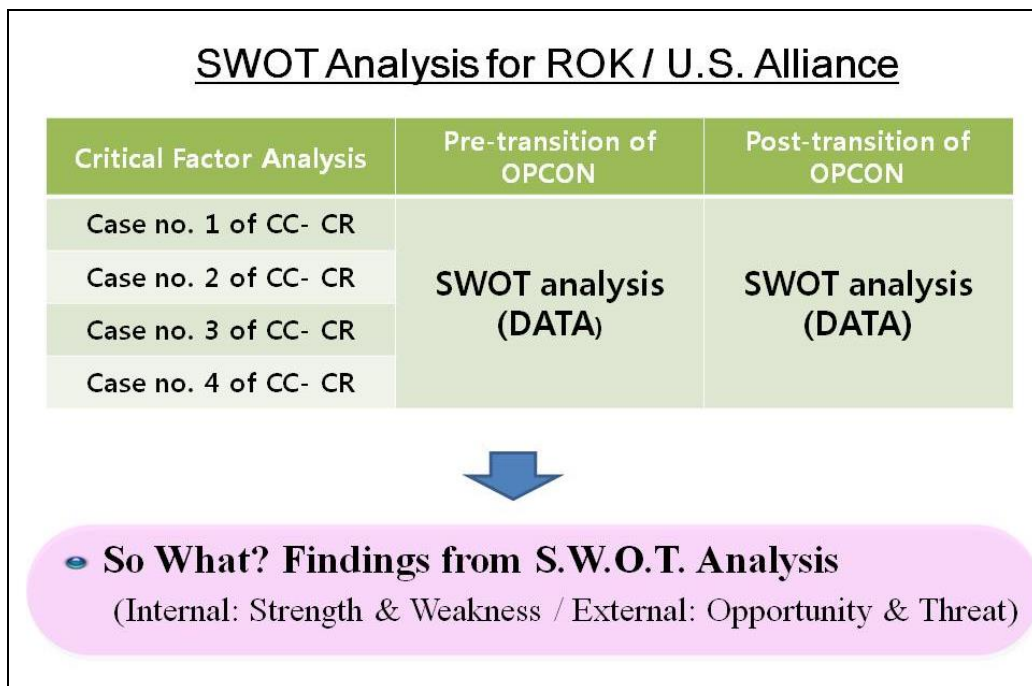 SWOT Analysis for ROK / U.S. Alliance
Critical Factor Analysis
Pre-transition of
OPCON
Post-transition of
OPCON
Case no. 1 of CC- CR
Case no. 2 of CC- CR
Case no. 3 of CC- CR
Case no. 4 of CC- CR
SWOT analysis
(DATA)
SWOT analysis
(DATA)
So What? Findings from S.W.O.T. Analysis
(Internal: Strength & Weakness / External: Opportunity & Threat)